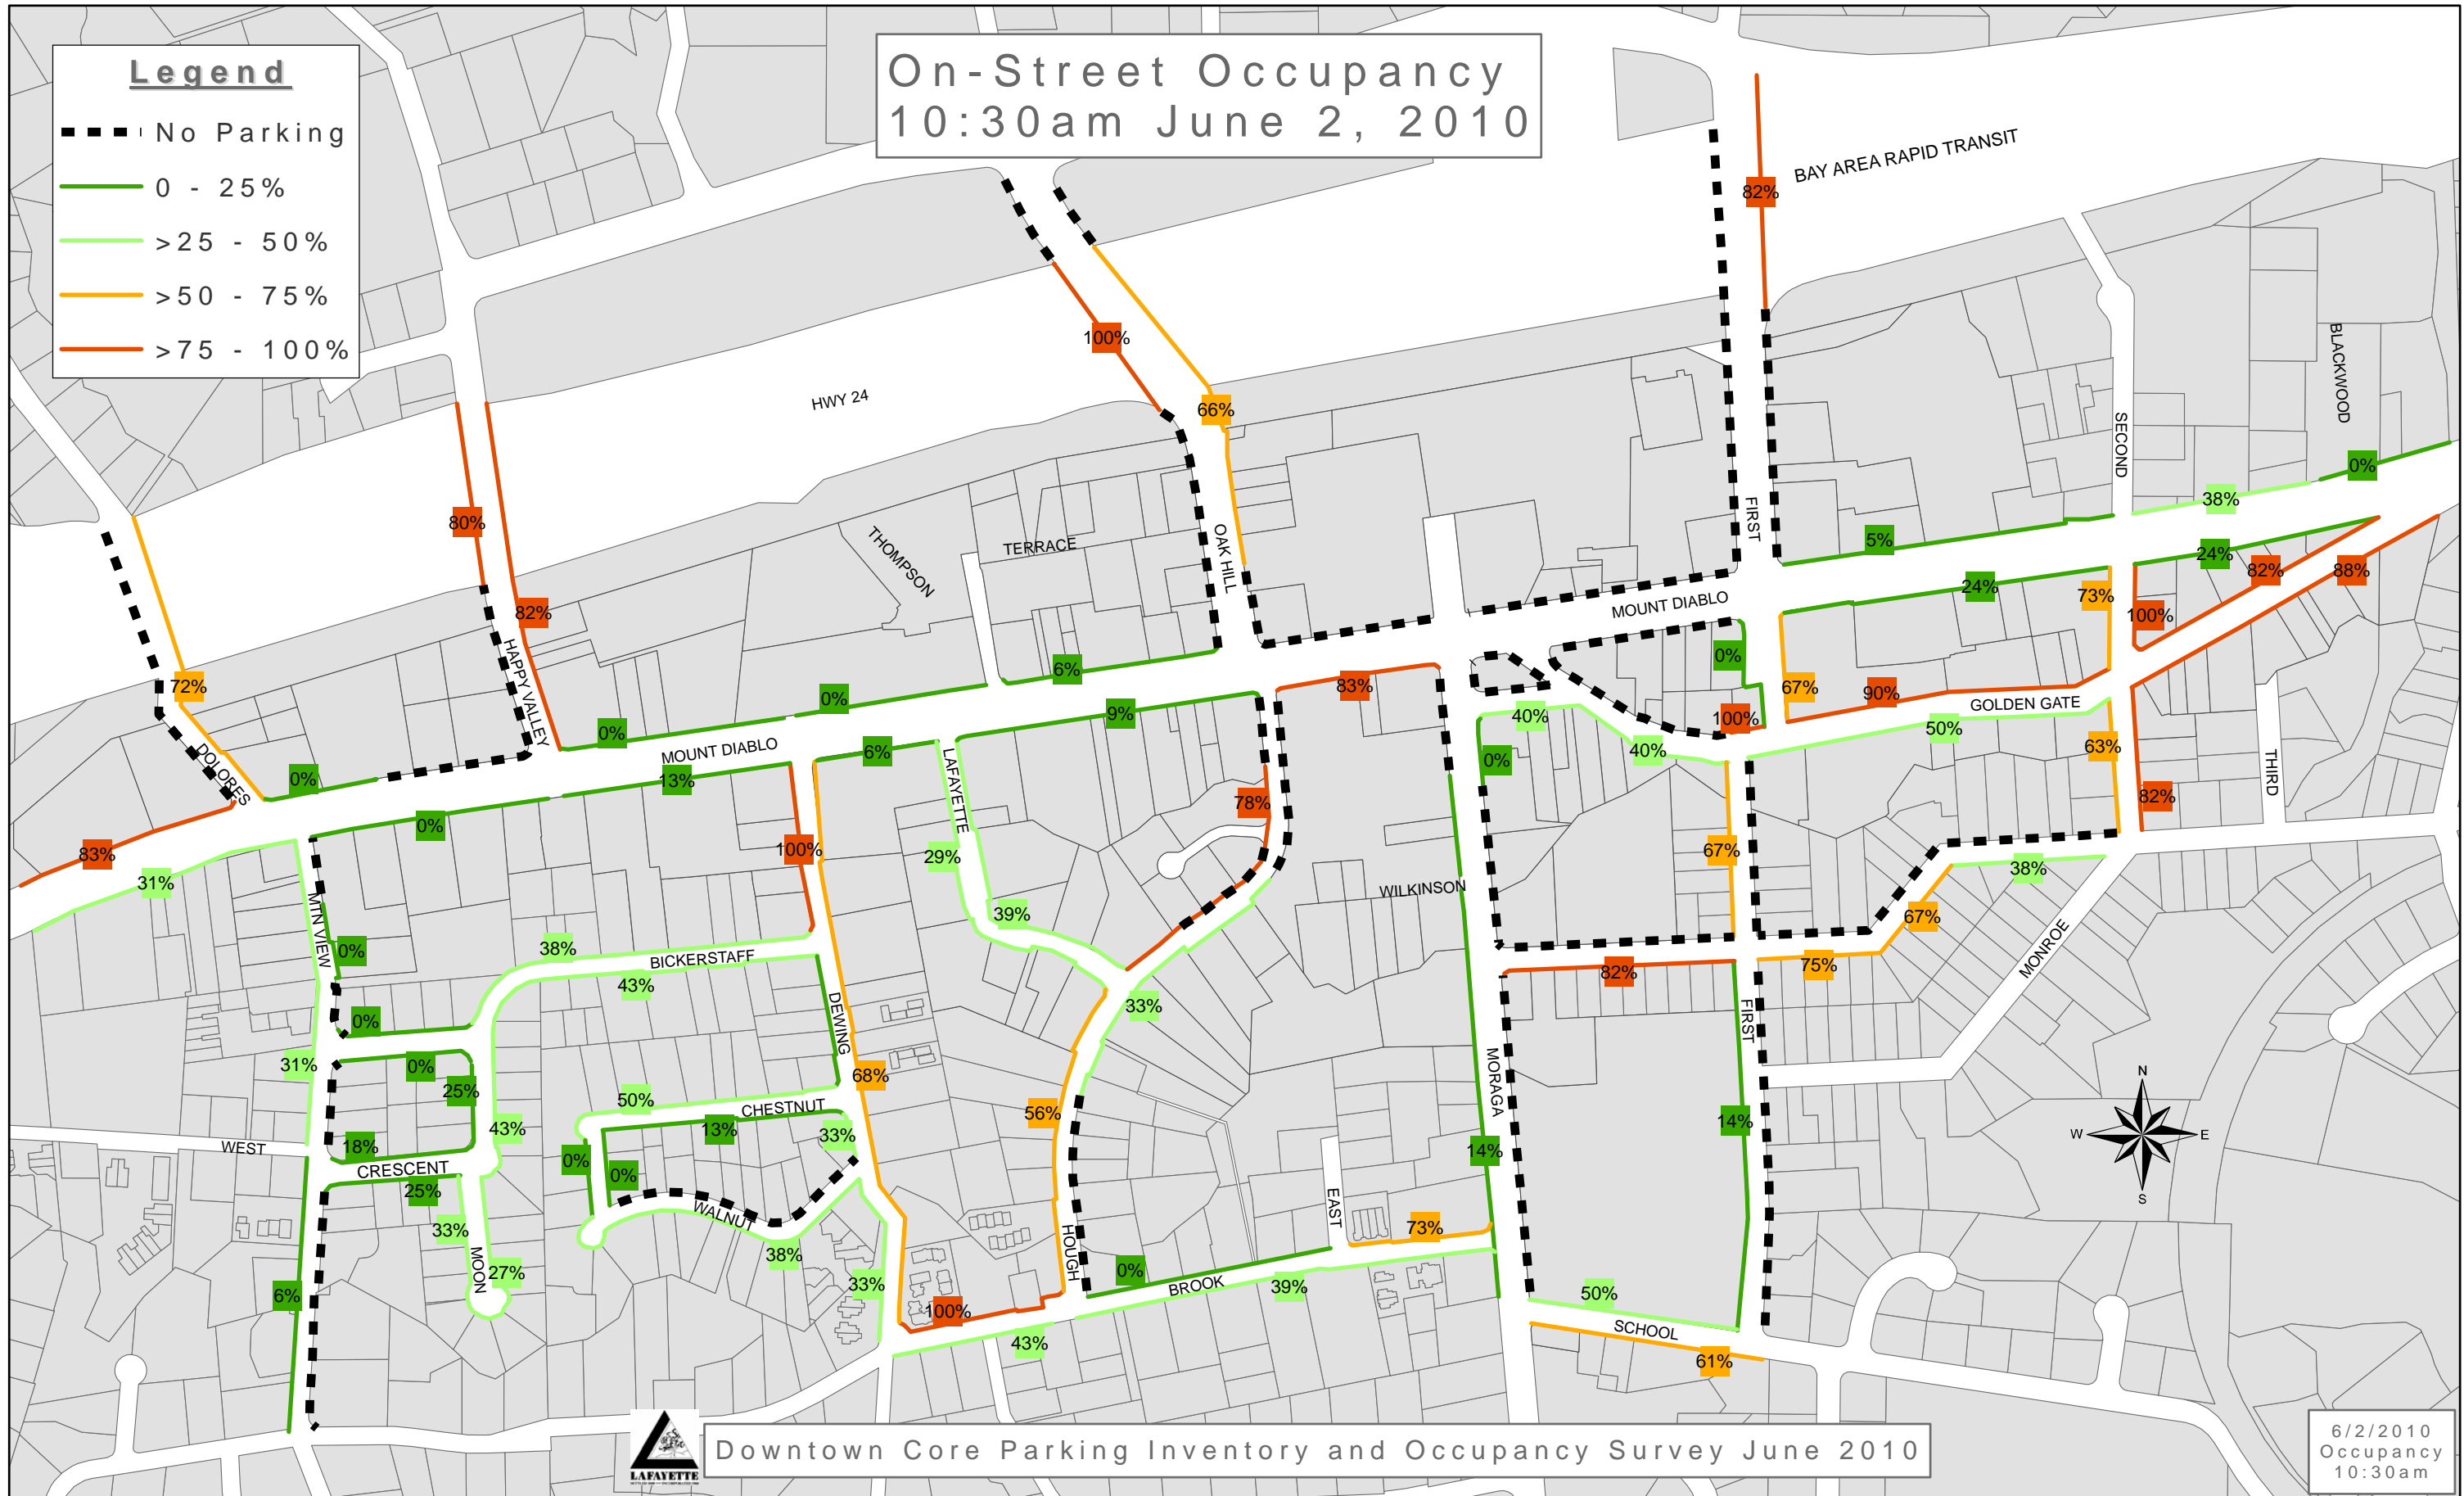 Legend
No Parking
0 - 25%
>25 - 50%
>50 - 75%
>75 - 100%
On-Street Occupancy
10:30am June 2, 2010
BAY AREA RAPID TRANSIT
82%
100%
HWY 24
66%
BLACKWOOD
SECOND
0%
38%
80%
FIRST
5%
THOMPSON
TERRACE
OAK HILL
24%
82%
88%
24%
73%
MOUNT DIABLO
100%
82%
HAPPY VALLEY
0%
6%
83%
72%
67%
90%
GOLDEN GATE
0%
0%
9%
40%
100%
50%
DOLORES
MOUNT DIABLO
6%
40%
63%
0%
13%
0%
LAFAYETTE
THIRD
82%
78%
0%
83%
100%
67%
31%
29%
38%
WILKINSON
MTN VIEW
39%
67%
0%
38%
BICKERSTAFF
MONROE
43%
82%
75%
0%
DEWING
33%
FIRST
31%
0%
68%
MORAGA
25%
50%
CHESTNUT
56%
43%
13%
33%
14%
WEST
18%
CRESCENT
0%
0%
14%
25%
WALNUT
EAST
33%
MOON
38%
HOUGH
73%
27%
33%
0%
BROOK
39%
6%
100%
50%
43%
SCHOOL
61%
N
W
E
S
LAFAYETTE
Downtown Core Parking Inventory and Occupancy Survey June 2010
6/2/2010
Occupancy
10:30am